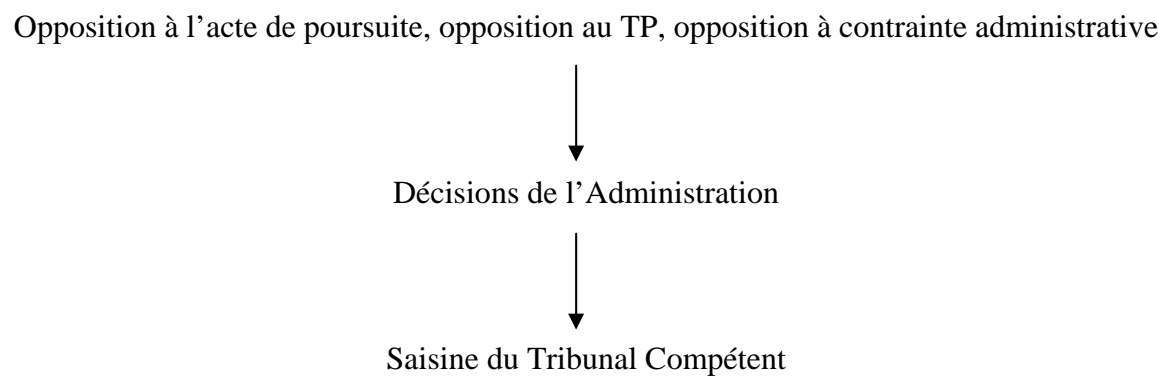 Opposition à l’acte de poursuite, opposition au TP, opposition à contrainte administrative
Décisions de l’Administration
Saisine du Tribunal Compétent